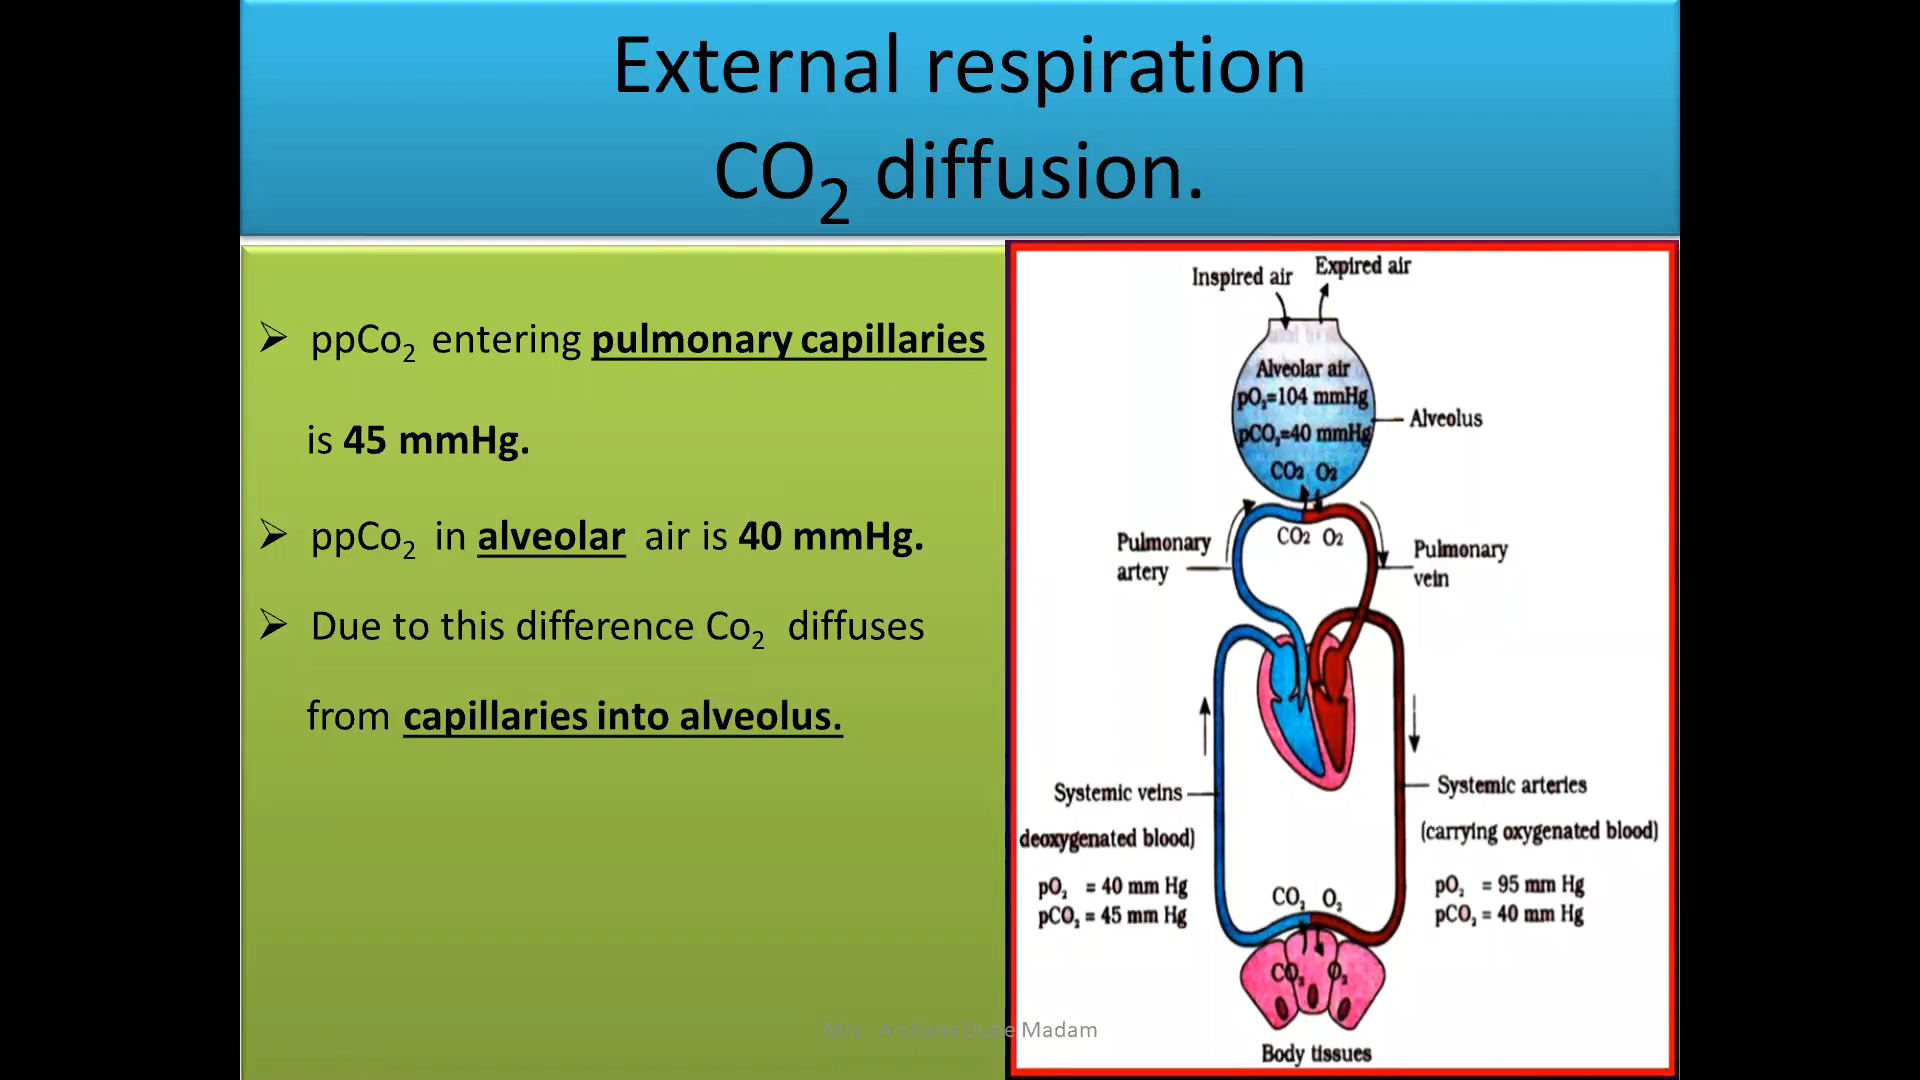 External respiration
CO₂ diffusion.
➢ ppCo₂ entering pulmonary capillaries
is 45 mmHg.
➢ ppCo₂ in alveolar air is 40 mmHg.
➢ Due to this difference Co₂ diffuses
from capillaries into alveolus.
Inspired air
Expired air
Alveolar air
pO₂=104 mmHg
pCO₂=40 mmHg
CO₂ O₂
Alveolus
CO₂ O₂
Pulmonary
artery
Pulmonary
vein
Systemic veins
deoxygenated blood)
pO₂ = 40 mm Hg
pCO₂ = 45 mm Hg
Systemic arteries
(carrying oxygenated blood)
pO₂ = 95 mm Hg
pCO₂ = 40 mm Hg
CO₂ O₂
CO₂ O₂
Body tissues
Mrs. Archana Dube Madam